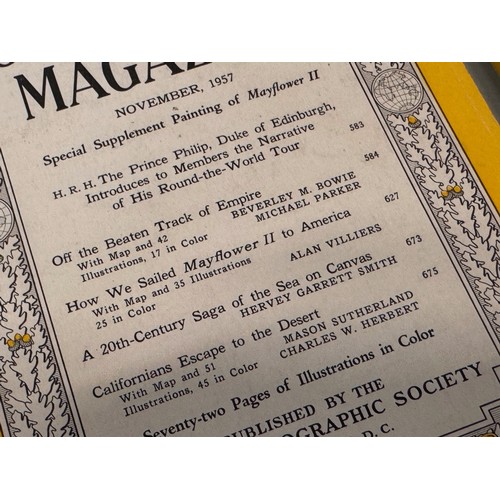 MAGAZ
NOVEMBER, 1957
Special Supplement Painting of Mayflower II
H. R. H. The Prince Philip, Duke of Edinburgh,
Introduces to Members the Narrative
of His Round-the-World Tour 583
Off the Beaten Track of Empire 584
With Map and 42 BEVERLEY M. BOWIE
Illustrations, 17 in Color MICHAEL PARKER
How We Sailed Mayflower II to America 627
With Map and 35 Illustrations
25 in Color ALAN VILLIERS
A 20th-Century Saga of the Sea on Canvas 673
HERVEY GARRETT SMITH
Californians Escape to the Desert 675
With Map and 51 MASON SUTHERLAND
Illustrations, 45 in Color CHARLES W. HERBERT
Seventy-two Pages of Illustrations in Color
PUBLISHED BY THE
OGRAPHIC SOCIETY
D. C.